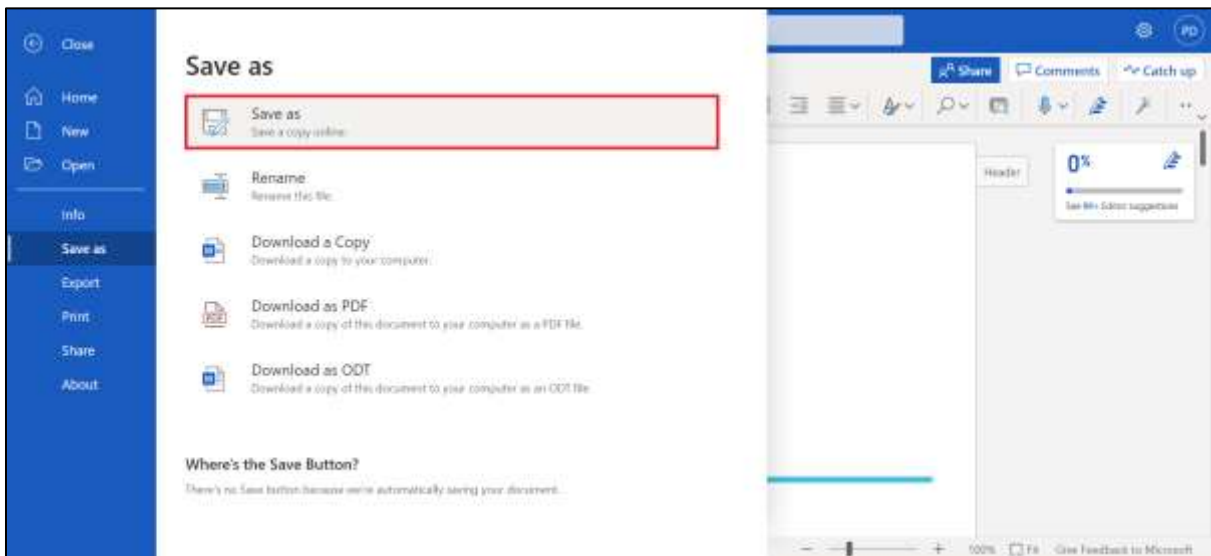 Close
Home
New
Open
Info
Save as
Export
Print
Share
About
Save as
Save as
Save a copy online.
Rename
Rename this file.
Download a Copy
Download a copy to your computer.
Download as PDF
Download a copy of this document to your computer as a PDF file.
Download as ODT
Download a copy of this document to your computer as an ODT file.
Where's the Save Button?
There's no Save button because we're automatically saving your document.
PD
Share
Comments
Catch up
Header
0%
See 99+ Editor suggestions
100%
Fit
Give Feedback to Microsoft